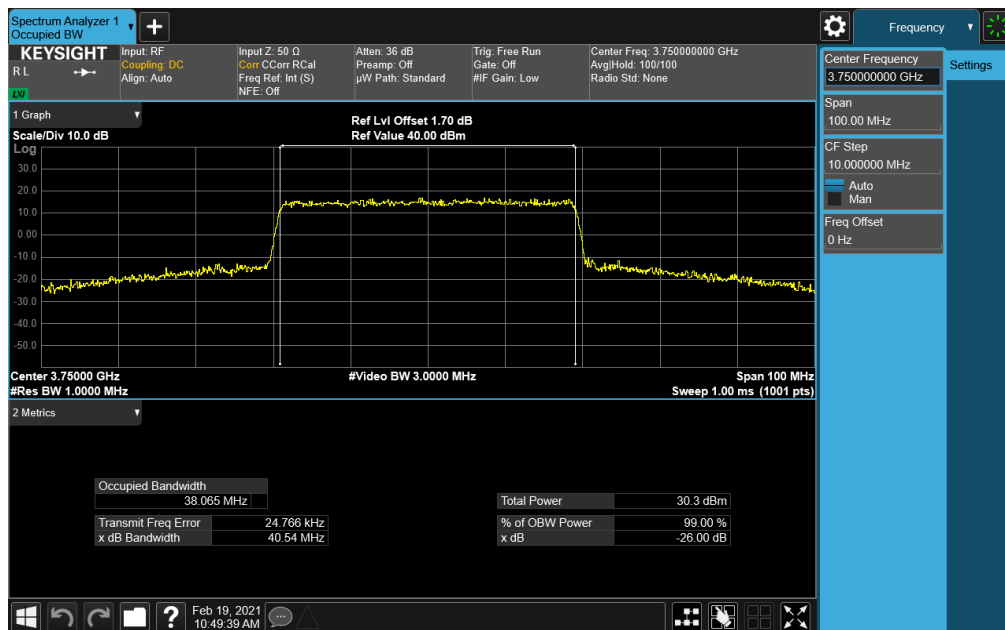 Spectrum Analyzer 1
Occupied BW
+
Frequency
KEYSIGHT
R L
LXI
Input: RF
Coupling: DC
Align: Auto
Input Z: 50 Ω
Corr CCorr RCal
Freq Ref: Int (S)
NFE: Off
Atten: 36 dB
Preamp: Off
µW Path: Standard
Trig: Free Run
Gate: Off
#IF Gain: Low
Center Freq: 3.750000000 GHz
Avg|Hold: 100/100
Radio Std: None
Center Frequency
3.750000000 GHz
Settings
Span
100.00 MHz
CF Step
10.000000 MHz
Auto
Man
Freq Offset
0 Hz
1 Graph
Scale/Div 10.0 dB
Ref Lvl Offset 1.70 dB
Ref Value 40.00 dBm
Log
30.0
20.0
10.0
0.00
-10.0
-20.0
-30.0
-40.0
-50.0
Center 3.75000 GHz
#Video BW 3.0000 MHz
Span 100 MHz
#Res BW 1.0000 MHz
Sweep 1.00 ms (1001 pts)
2 Metrics
Occupied Bandwidth
38.065 MHz
Total Power 30.3 dBm
Transmit Freq Error 24.766 kHz
% of OBW Power 99.00 %
x dB Bandwidth 40.54 MHz
x dB -26.00 dB
?
Feb 19, 2021
10:49:39 AM